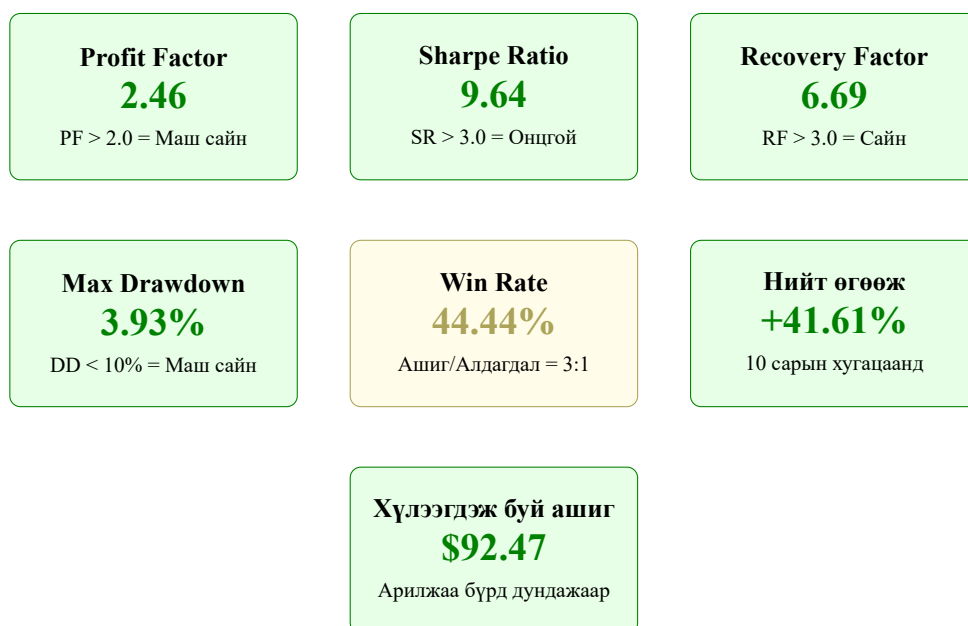 Profit Factor
2.46
PF > 2.0 = Маш сайн
Sharpe Ratio
9.64
SR > 3.0 = Онцгой
Recovery Factor
6.69
RF > 3.0 = Сайн
Max Drawdown
3.93%
DD < 10% = Маш сайн
Win Rate
44.44%
Ашиг/Алдагдал = 3:1
Нийт өгөөж
+41.61%
10 сарын хугацаанд
Хүлээгдэж буй ашиг
$92.47
Арилжаа бүрд дундажаар